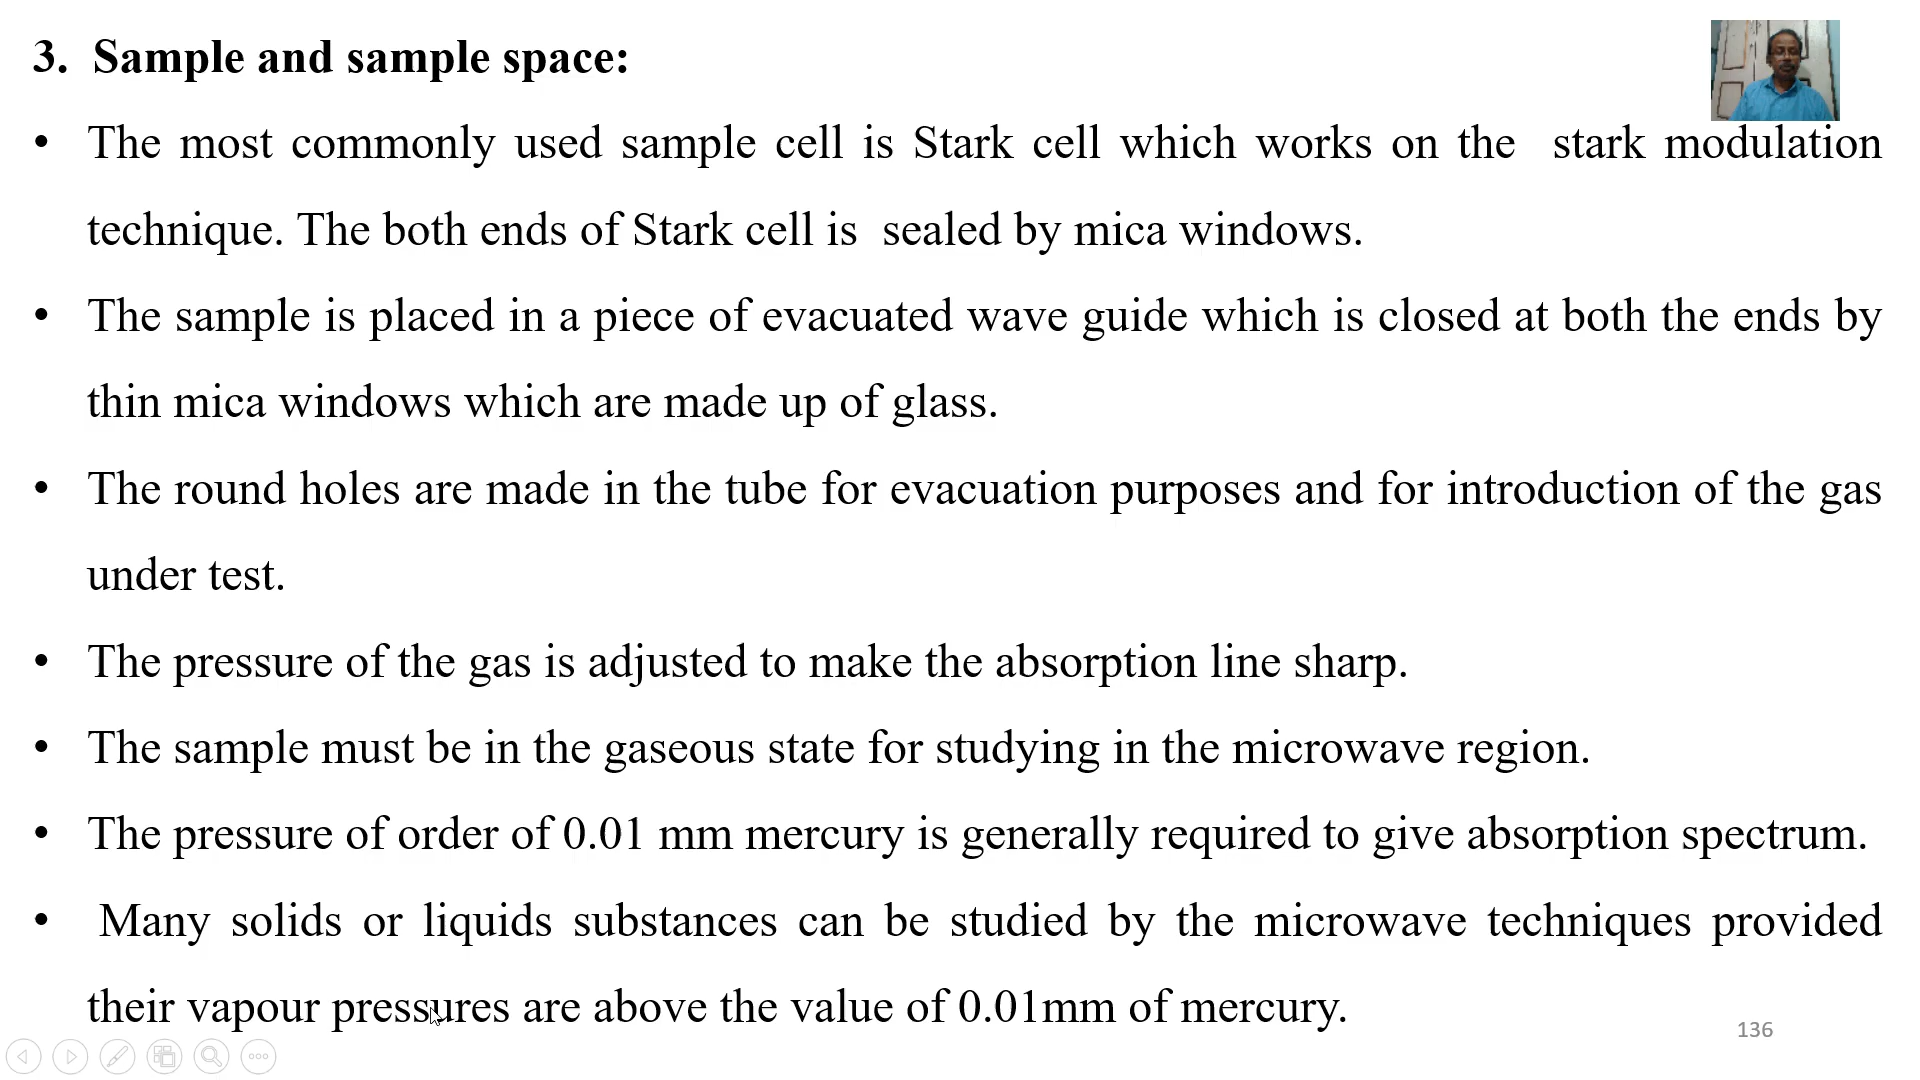 3. Sample and sample space:
• The most commonly used sample cell is Stark cell which works on the stark modulation
technique. The both ends of Stark cell is sealed by mica windows.
• The sample is placed in a piece of evacuated wave guide which is closed at both the ends by
thin mica windows which are made up of glass.
• The round holes are made in the tube for evacuation purposes and for introduction of the gas
under test.
• The pressure of the gas is adjusted to make the absorption line sharp.
• The sample must be in the gaseous state for studying in the microwave region.
• The pressure of order of 0.01 mm mercury is generally required to give absorption spectrum.
• Many solids or liquids substances can be studied by the microwave techniques provided
their vapour pressures are above the value of 0.01mm of mercury.
136